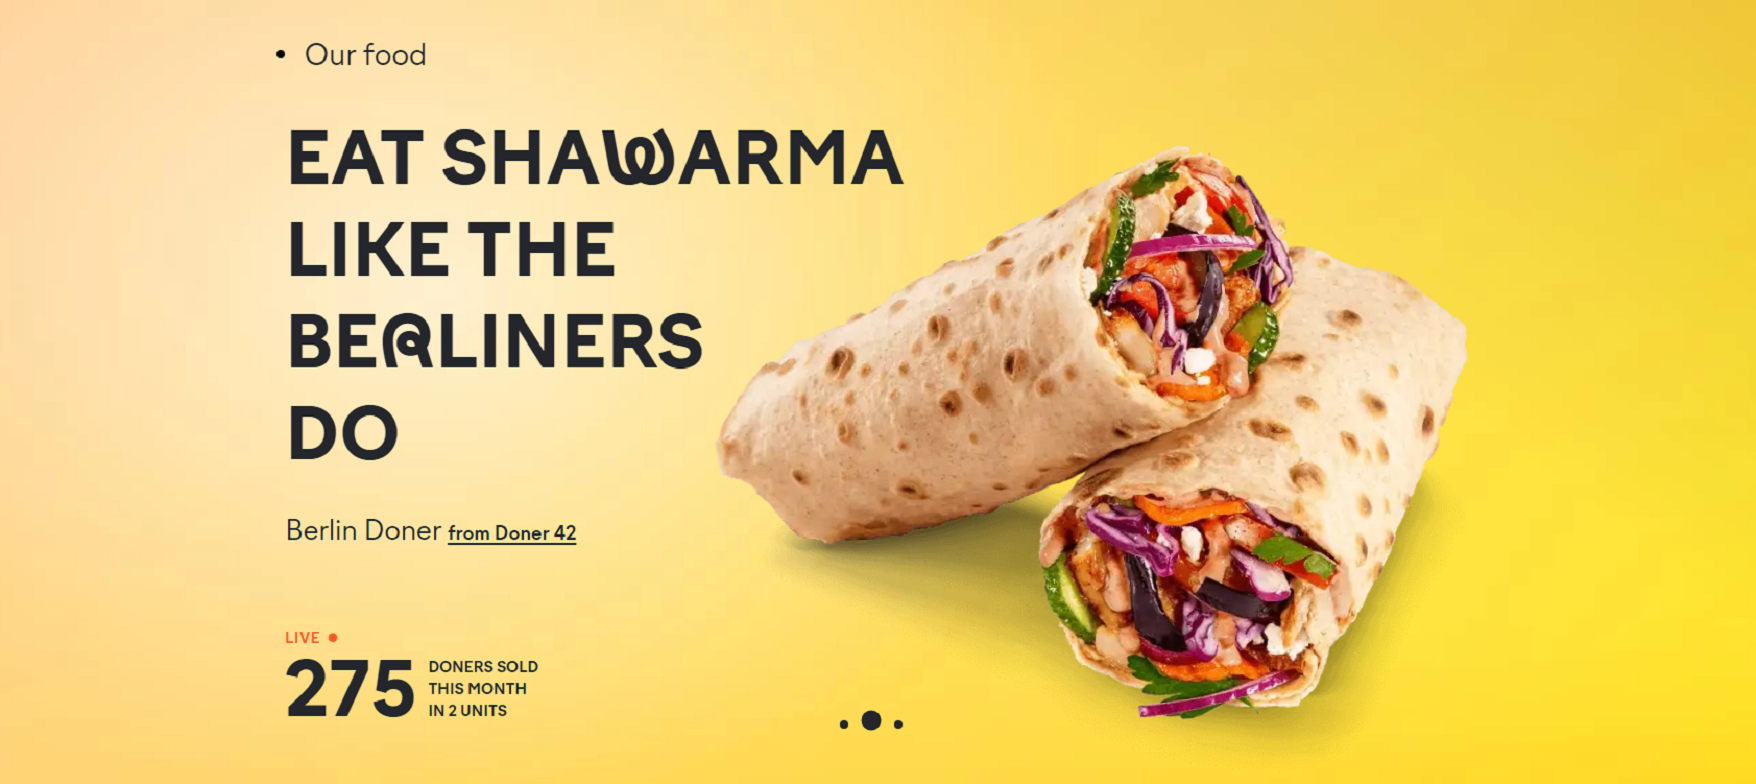 Our food
EAT SHAWARMA
LIKE THE
BERLINERS
DO
Berlin Doner from Doner 42
LIVE
275
DONERS SOLD
THIS MONTH
IN 2 UNITS